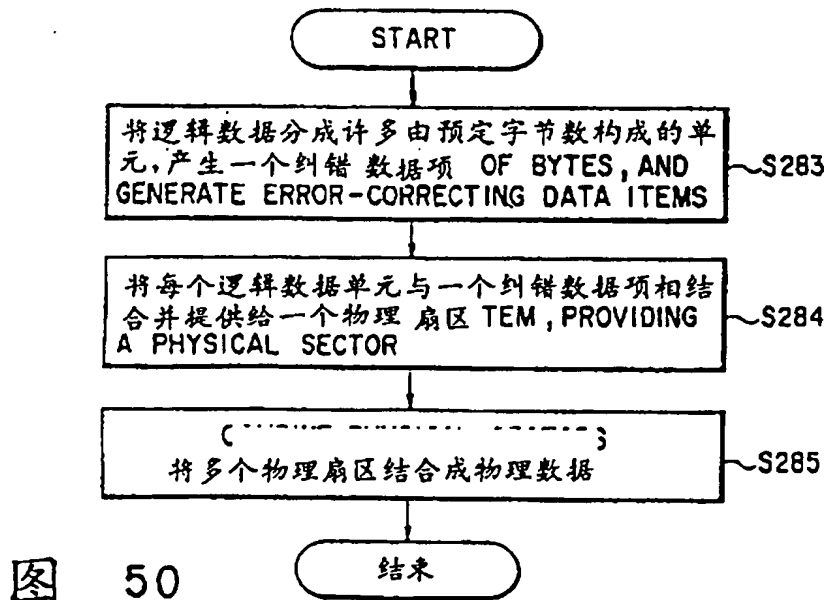 START
将逻辑数据分成许多由预定字节数构成的单
元,产生一个纠错数据项 OF BYTES, AND
GENERATE ERROR-CORRECTING DATA ITEMS
S283
将每个逻辑数据单元与一个纠错数据项相结
合并提供给一个物理扇区 TEM, PROVIDING
A PHYSICAL SECTOR
S284
将多个物理扇区结合成物理数据
S285
结束
图 50